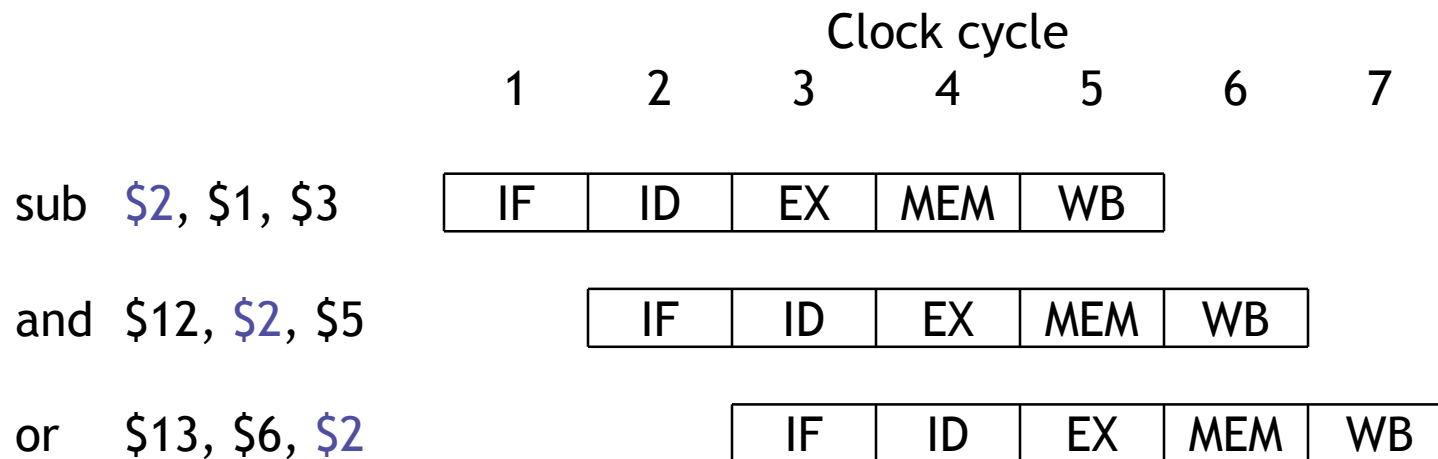 Clock cycle
1 2 3 4 5 6 7
sub $2, $1, $3 IF ID EX MEM WB
and $12, $2, $5 IF ID EX MEM WB
or $13, $6, $2 IF ID EX MEM WB